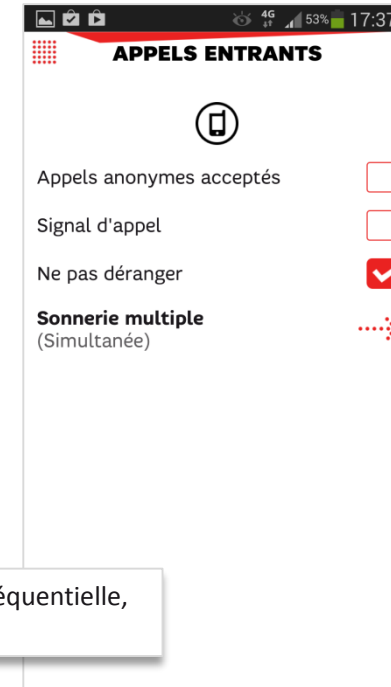 4G 53% 17:37
APPELS ENTRANTS
Appels anonymes acceptés
Signal d'appel
Ne pas déranger
Sonnerie multiple
(Simultanée)
équentielle,